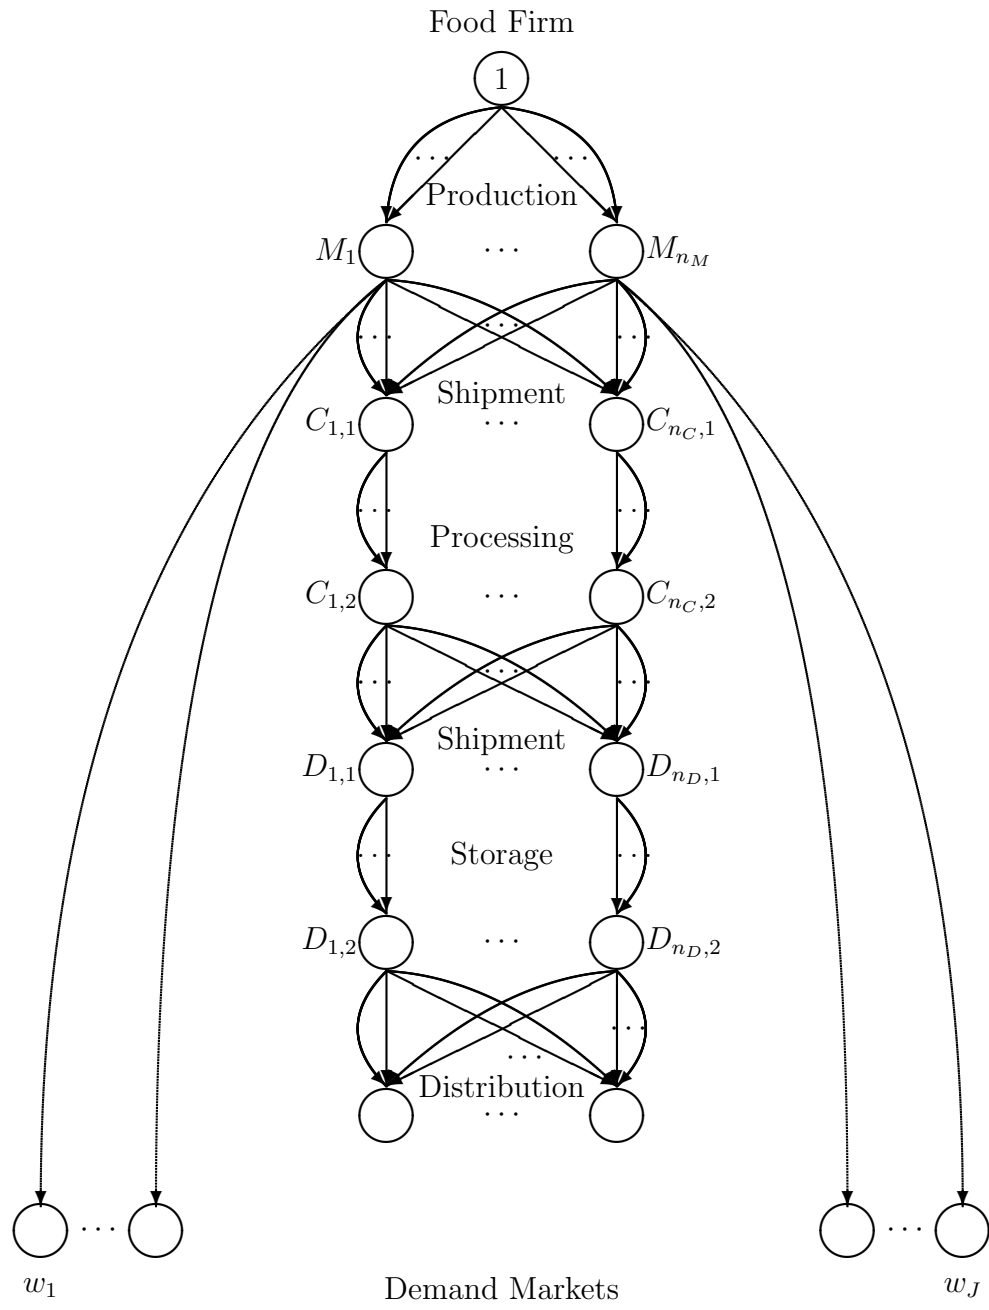 Food Firm
1
··· ···
Production
M₁ ··· M_{n_M}
··· ··· ···
Shipment
C₁,₁ ··· C_{n_C},₁
··· ···
Processing
C₁,₂ ··· C_{n_C},₂
··· ··· ···
Shipment
D₁,₁ ··· D_{n_D},₁
··· Storage ···
D₁,₂ ··· D_{n_D},₂
···
···
Distribution
···
··· ···
w₁ Demand Markets w_J